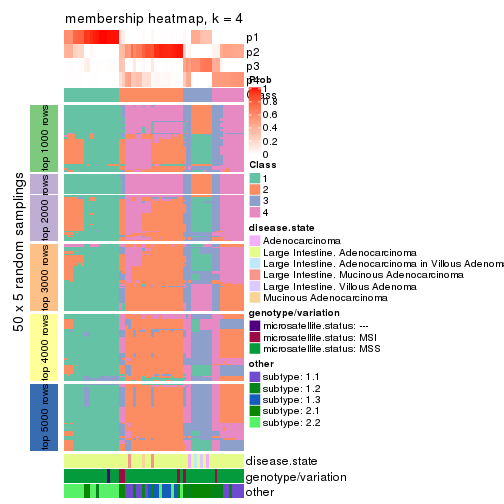 membership heatmap, k = 4
p1
p2
p3
p4
Prob
1
0.8
0.6
0.4
0.2
0
Class
Class
1
2
3
4
disease.state
Adenocarcinoma
Large Intestine. Adenocarcinoma
Large Intestine. Adenocarcinoma in Villous Adenom
Large Intestine. Mucinous Adenocarcinoma
Large Intestine. Villous Adenoma
Mucinous Adenocarcinoma
genotype/variation
microsatellite.status: ---
microsatellite.status: MSI
microsatellite.status: MSS
other
subtype: 1.1
subtype: 1.2
subtype: 1.3
subtype: 2.1
subtype: 2.2
50 x 5 random samplings
top 1000 rows
top 2000 rows
top 3000 rows
top 4000 rows
top 5000 rows
disease.state
genotype/variation
other